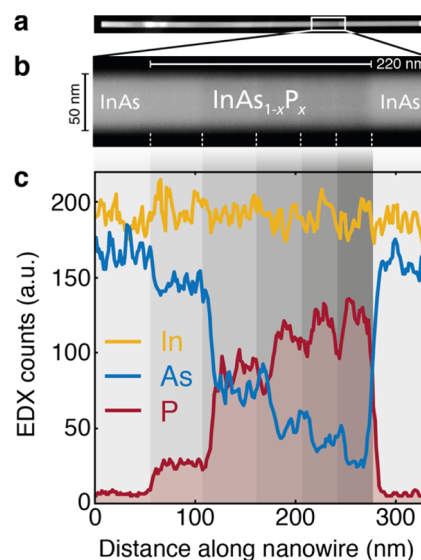 a
b
220 nm
50 nm
InAs
InAs₁₋ₓPₓ
InAs
c
EDX counts (a.u.)
200
150
100
50
0
In
As
P
0
100
200
300
Distance along nanowire (nm)